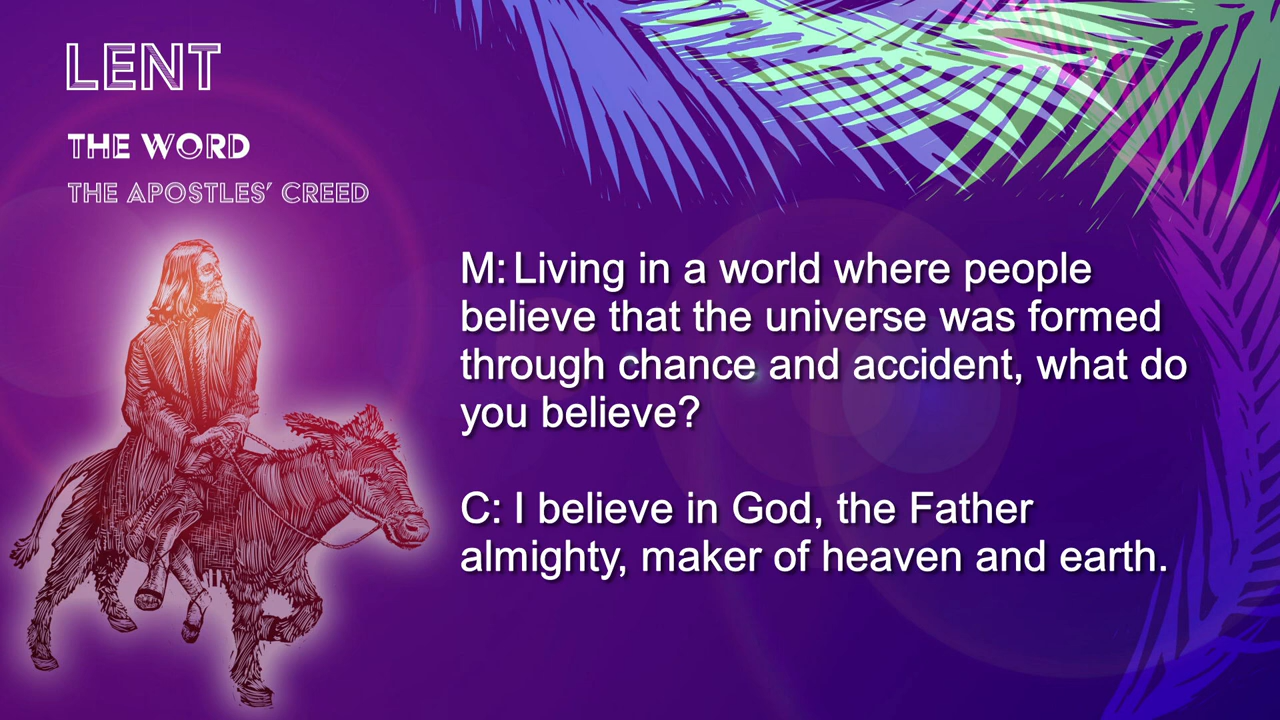 LENT
THE WORD
THE APOSTLES' CREED
M: Living in a world where people
believe that the universe was formed
through chance and accident, what do
you believe?
C: I believe in God, the Father
almighty, maker of heaven and earth.